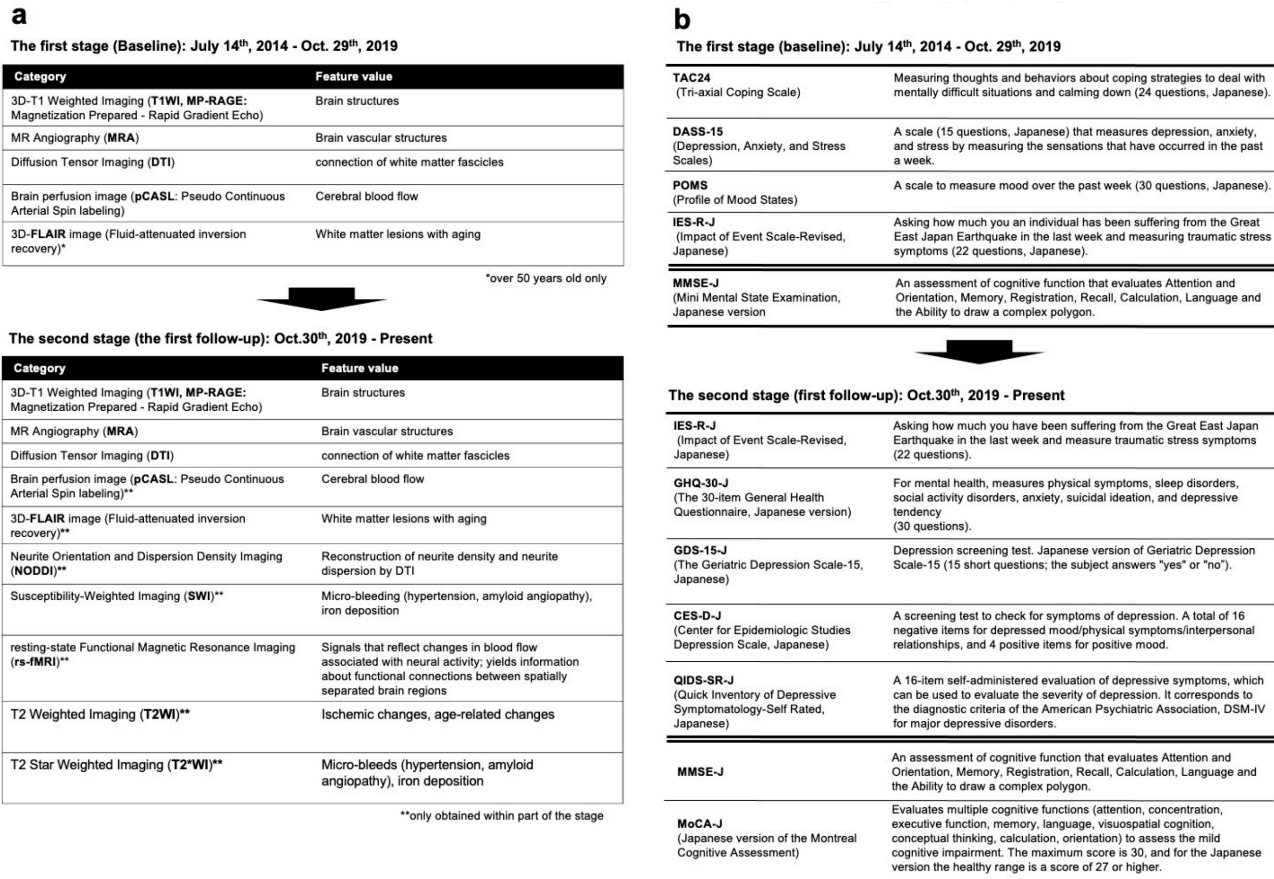 a
The first stage (Baseline): July 14th, 2014 - Oct. 29th, 2019
Category Feature value
3D-T1 Weighted Imaging (T1WI, MP-RAGE: Brain structures
Magnetization Prepared - Rapid Gradient Echo)
MR Angiography (MRA) Brain vascular structures
Diffusion Tensor Imaging (DTI) connection of white matter fascicles
Brain perfusion image (pCASL: Pseudo Continuous Cerebral blood flow
Arterial Spin labeling)
3D-FLAIR image (Fluid-attenuated inversion White matter lesions with aging
recovery)*
*over 50 years old only
The second stage (the first follow-up): Oct.30th, 2019 - Present
Category Feature value
3D-T1 Weighted Imaging (T1WI, MP-RAGE: Brain structures
Magnetization Prepared - Rapid Gradient Echo)
MR Angiography (MRA) Brain vascular structures
Diffusion Tensor Imaging (DTI) connection of white matter fascicles
Brain perfusion image (pCASL: Pseudo Continuous Cerebral blood flow
Arterial Spin labeling)**
3D-FLAIR image (Fluid-attenuated inversion White matter lesions with aging
recovery)**
Neurite Orientation and Dispersion Density Imaging Reconstruction of neurite density and neurite
(NODDI)** dispersion by DTI
Susceptibility-Weighted Imaging (SWI)** Micro-bleeding (hypertension, amyloid angiopathy),
iron deposition
resting-state Functional Magnetic Resonance Imaging Signals that reflect changes in blood flow
(rs-fMRI)** associated with neural activity; yields information
about functional connections between spatially
separated brain regions
T2 Weighted Imaging (T2WI)** Ischemic changes, age-related changes
T2 Star Weighted Imaging (T2*WI)** Micro-bleeds (hypertension, amyloid
angiopathy), iron deposition
**only obtained within part of the stage
b
The first stage (baseline): July 14th, 2014 - Oct. 29th, 2019
TAC24 Measuring thoughts and behaviors about coping strategies to deal with
(Tri-axial Coping Scale) mentally difficult situations and calming down (24 questions, Japanese).
DASS-15 A scale (15 questions, Japanese) that measures depression, anxiety,
(Depression, Anxiety, and Stress and stress by measuring the sensations that have occurred in the past
Scales) a week.
POMS A scale to measure mood over the past week (30 questions, Japanese).
(Profile of Mood States)
IES-R-J Asking how much you an individual has been suffering from the Great
(Impact of Event Scale-Revised, East Japan Earthquake in the last week and measuring traumatic stress
Japanese) symptoms (22 questions, Japanese).
MMSE-J An assessment of cognitive function that evaluates Attention and
(Mini Mental State Examination, Orientation, Memory, Registration, Recall, Calculation, Language and
Japanese version the Ability to draw a complex polygon.
The second stage (first follow-up): Oct.30th, 2019 - Present
IES-R-J Asking how much you have been suffering from the Great East Japan
(Impact of Event Scale-Revised, Earthquake in the last week and measure traumatic stress symptoms
Japanese) (22 questions).
GHQ-30-J For mental health, measures physical symptoms, sleep disorders,
(The 30-item General Health social activity disorders, anxiety, suicidal ideation, and depressive
Questionnaire, Japanese version) tendency
(30 questions).
GDS-15-J Depression screening test. Japanese version of Geriatric Depression
(The Geriatric Depression Scale-15, Scale-15 (15 short questions; the subject answers "yes" or "no").
Japanese)
CES-D-J A screening test to check for symptoms of depression. A total of 16
(Center for Epidemiologic Studies negative items for depressed mood/physical symptoms/interpersonal
Depression Scale, Japanese) relationships, and 4 positive items for positive mood.
QIDS-SR-J A 16-item self-administered evaluation of depressive symptoms, which
(Quick Inventory of Depressive can be used to evaluate the severity of depression. It corresponds to
Symptomatology-Self Rated, the diagnostic criteria of the American Psychiatric Association, DSM-IV
Japanese) for major depressive disorders.
MMSE-J An assessment of cognitive function that evaluates Attention and
Orientation, Memory, Registration, Recall, Calculation, Language and
the Ability to draw a complex polygon.
MoCA-J Evaluates multiple cognitive functions (attention, concentration,
(Japanese version of the Montreal executive function, memory, language, visuospatial cognition,
Cognitive Assessment) conceptual thinking, calculation, orientation) to assess the mild
cognitive impairment. The maximum score is 30, and for the Japanese
version the healthy range is a score of 27 or higher.